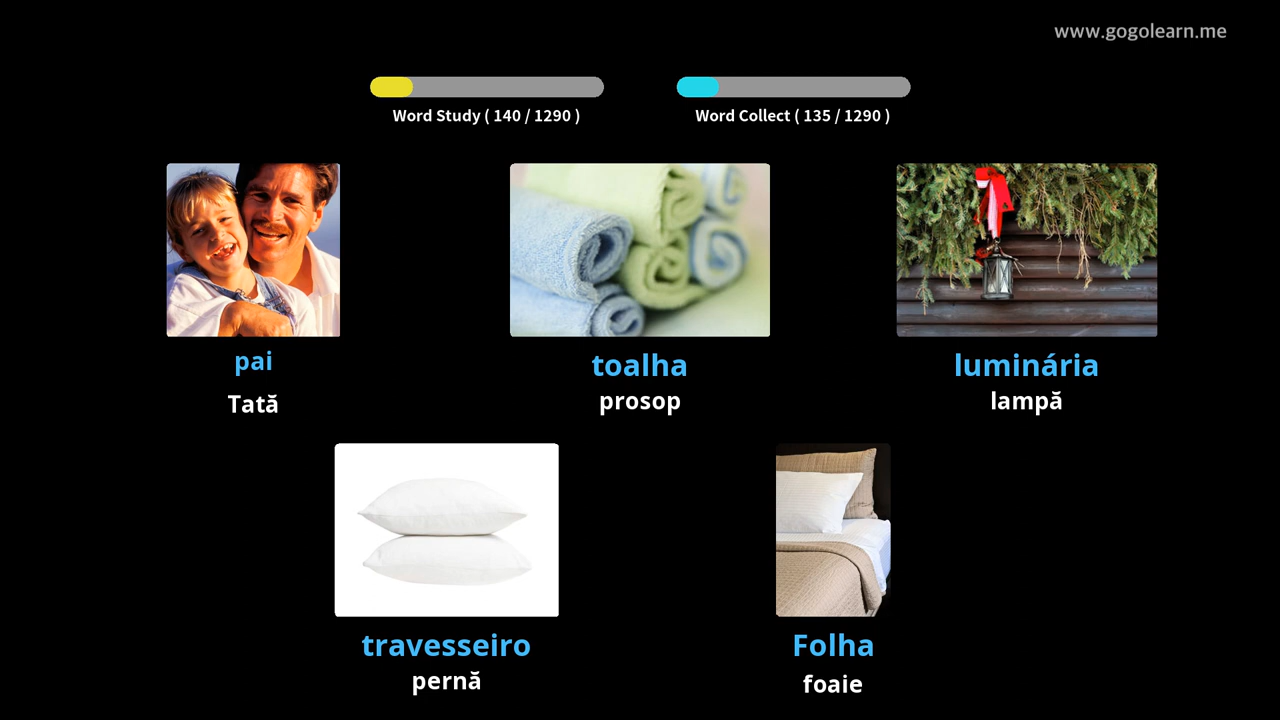 www.gogolearn.me
Word Study ( 140 / 1290 )
Word Collect ( 135 / 1290 )
pai
Tată
toalha
prosop
luminária
lampă
travesseiro
pernă
Folha
foaie